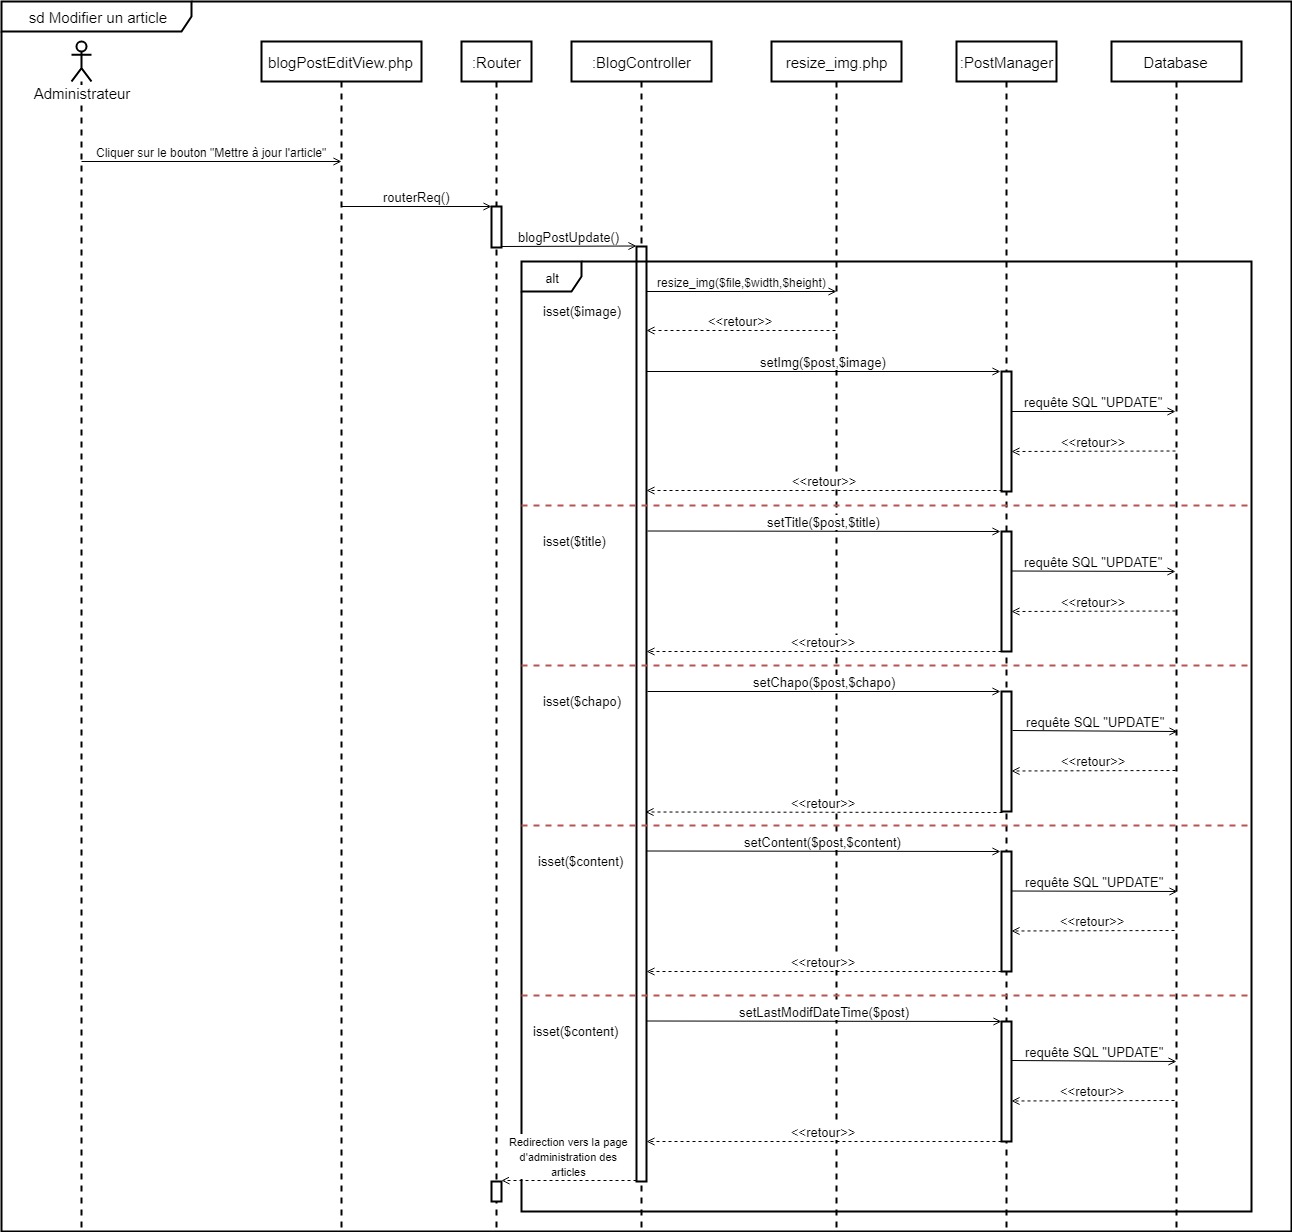 sd Modifier un article
Administrateur
blogPostEditView.php
:Router
:BlogController
resize_img.php
:PostManager
Database
Cliquer sur le bouton "Mettre à jour l'article"
routerReq()
blogPostUpdate()
alt
resize_img($file,$width,$height)
isset($image)
<<retour>>
setImg($post,$image)
requête SQL "UPDATE"
<<retour>>
<<retour>>
setTitle($post,$title)
isset($title)
requête SQL "UPDATE"
<<retour>>
<<retour>>
setChapo($post,$chapo)
isset($chapo)
requête SQL "UPDATE"
<<retour>>
<<retour>>
setContent($post,$content)
isset($content)
requête SQL "UPDATE"
<<retour>>
<<retour>>
setLastModifDateTime($post)
isset($content)
requête SQL "UPDATE"
<<retour>>
<<retour>>
Redirection vers la page
d'administration des
articles